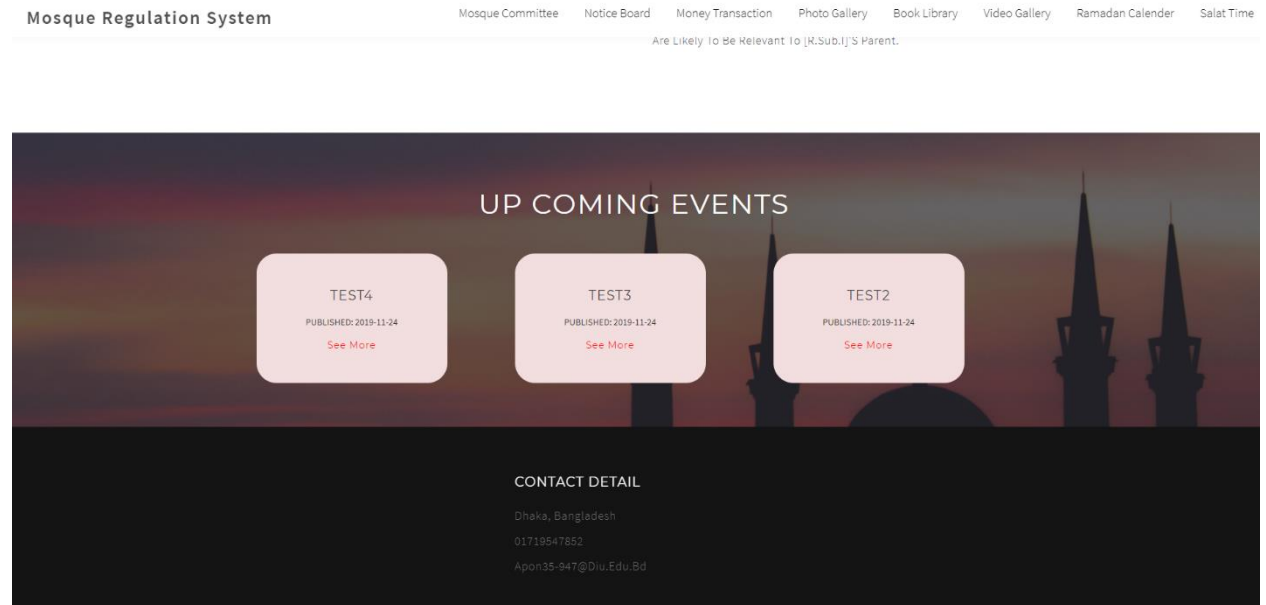 Mosque Regulation System
Mosque Committee Notice Board Money Transaction Photo Gallery Book Library Video Gallery Ramadan Calender Salat Time
Are Likely To Be Relevant To [R.Sub.I]'S Parent.
UP COMING EVENTS
TEST4 TEST3 TEST2
PUBLISHED: 2019-11-24 PUBLISHED: 2019-11-24 PUBLISHED: 2019-11-24
See More See More See More
CONTACT DETAIL
Dhaka, Bangladesh
01719547852
Apon35-947@Diu.Edu.Bd